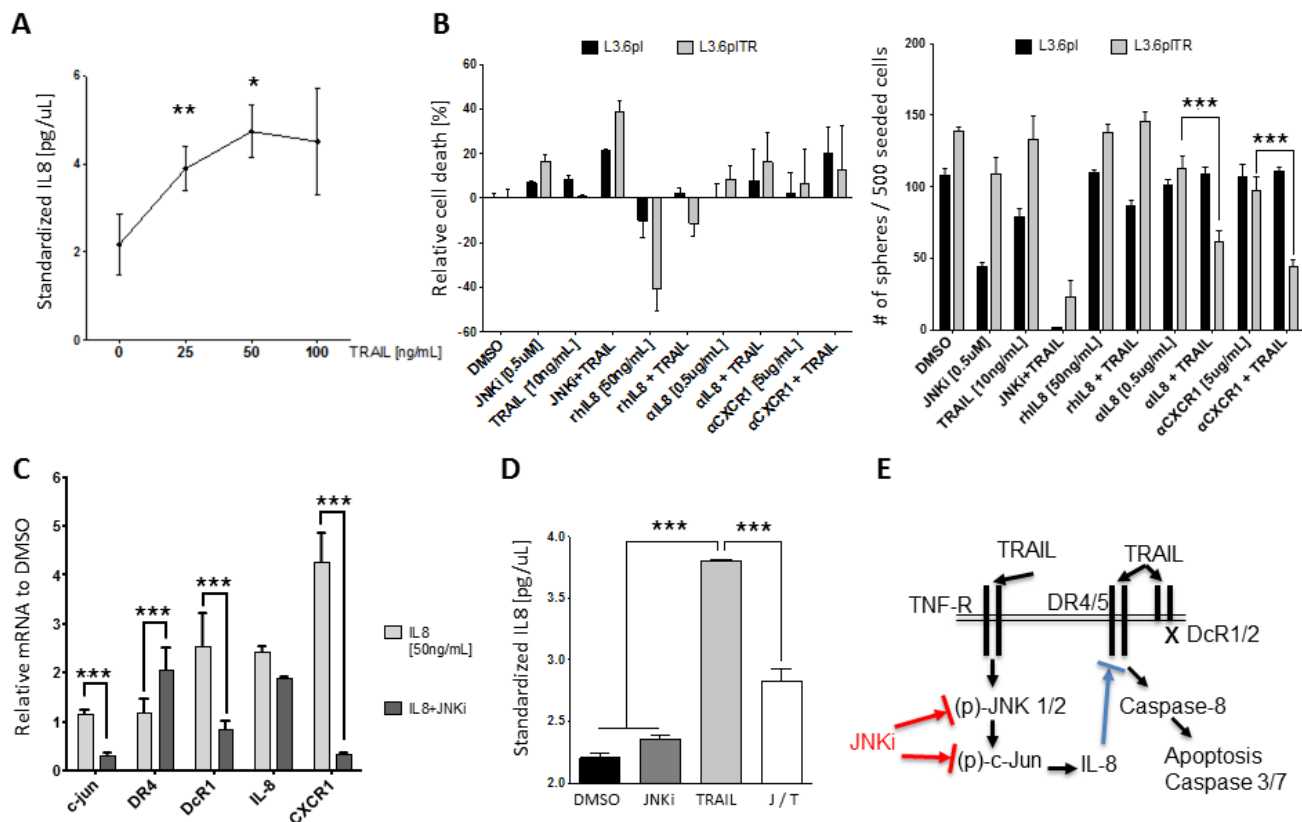 A
Standardized IL8 [pg/uL]
6
4
2
0
**
*
0 25 50 100
TRAIL [ng/mL]
B
L3.6pl L3.6plTR
Relative cell death [%]
60
40
20
0
-20
-40
-60
DMSO
JNKi [0.5uM]
TRAIL [10ng/mL]
JNKi+TRAIL
rhIL8 [50ng/mL]
rhIL8 + TRAIL
αIL8 [0.5ug/mL]
αIL8 + TRAIL
αCXCR1 [5ug/mL]
αCXCR1 + TRAIL
L3.6pl L3.6plTR
# of spheres / 500 seeded cells
200
150
100
50
0
***
***
DMSO
JNKi [0.5uM]
TRAIL [10ng/mL]
JNKi+TRAIL
rhIL8 [50ng/mL]
rhIL8 + TRAIL
αIL8 [0.5ug/mL]
αIL8 + TRAIL
αCXCR1 [5ug/mL]
αCXCR1 + TRAIL
C
Relative mRNA to DMSO
6
5
4
3
2
1
0
***
***
***
***
c-jun
DR4
DcR1
IL-8
CXCR1
IL8
[50ng/mL]
IL8+JNKi
D
Standardized IL8 [pg/uL]
4.0
3.5
3.0
2.5
2.0
***
***
DMSO JNKi TRAIL J / T
E
TRAIL
TRAIL
TNF-R
DR4/5
X DcR1/2
(p)-JNK 1/2
Caspase-8
JNKi
(p)-c-Jun
IL-8
Apoptosis
Caspase 3/7